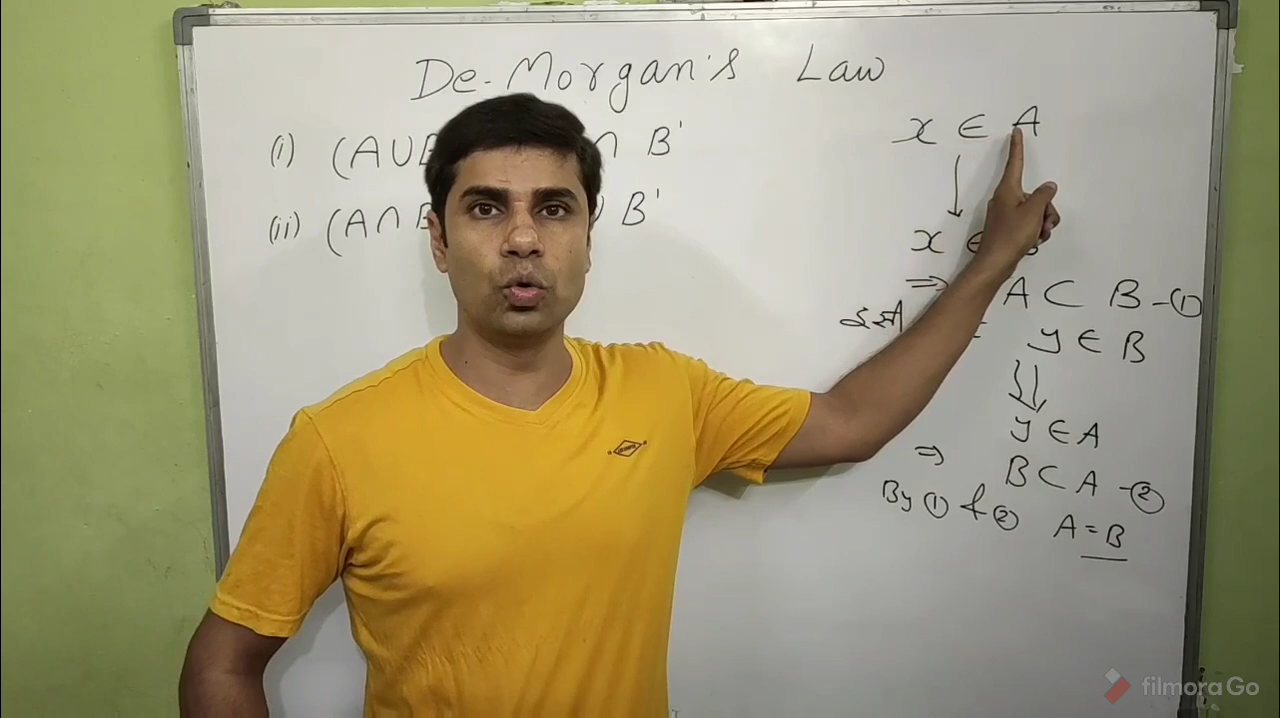 De-Morgan's Law
(i) (A∪B ∩ B'
(ii) (A∩B ∪ B'
x ∈ A
↓
x ∈ B
⇒ A ⊂ B -①
y ∈ B
⇓
y ∈ A
⇒ B ⊂ A -②
By ① & ② A = B
filmoraGo